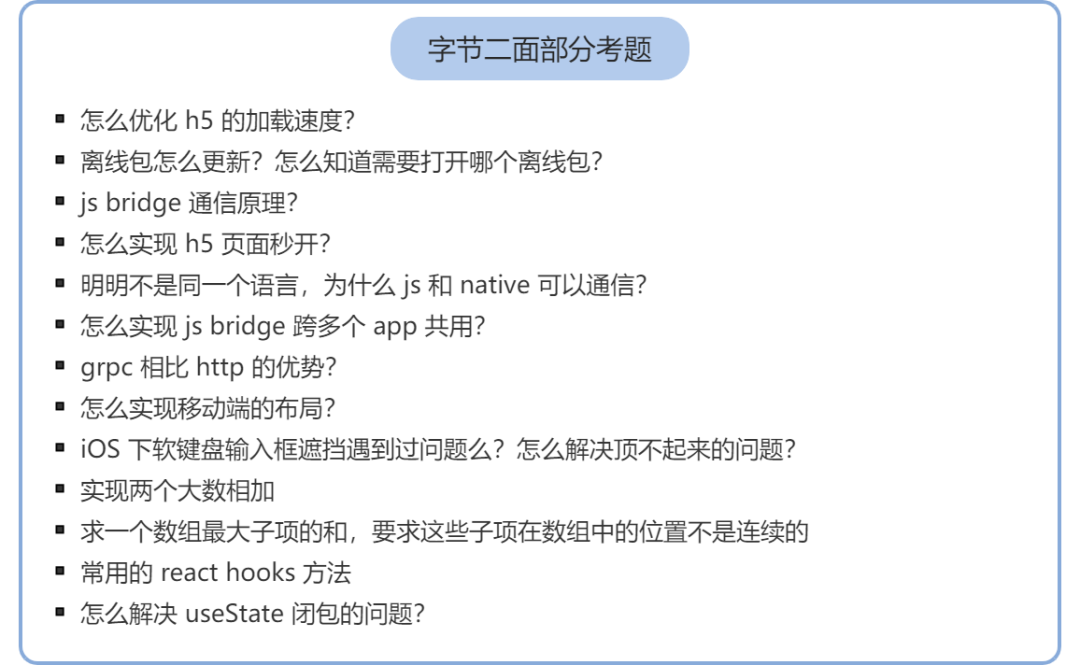 字节二面部分考题
▪ 怎么优化 h5 的加载速度？
▪ 离线包怎么更新？怎么知道需要打开哪个离线包？
▪ js bridge 通信原理？
▪ 怎么实现 h5 页面秒开？
▪ 明明不是同一个语言，为什么 js 和 native 可以通信？
▪ 怎么实现 js bridge 跨多个 app 共用？
▪ grpc 相比 http 的优势？
▪ 怎么实现移动端的布局？
▪ iOS 下软键盘输入框遮挡遇到过问题么？怎么解决顶不起来的问题？
▪ 实现两个大数相加
▪ 求一个数组最大子项的和，要求这些子项在数组中的位置不是连续的
▪ 常用的 react hooks 方法
▪ 怎么解决 useState 闭包的问题？